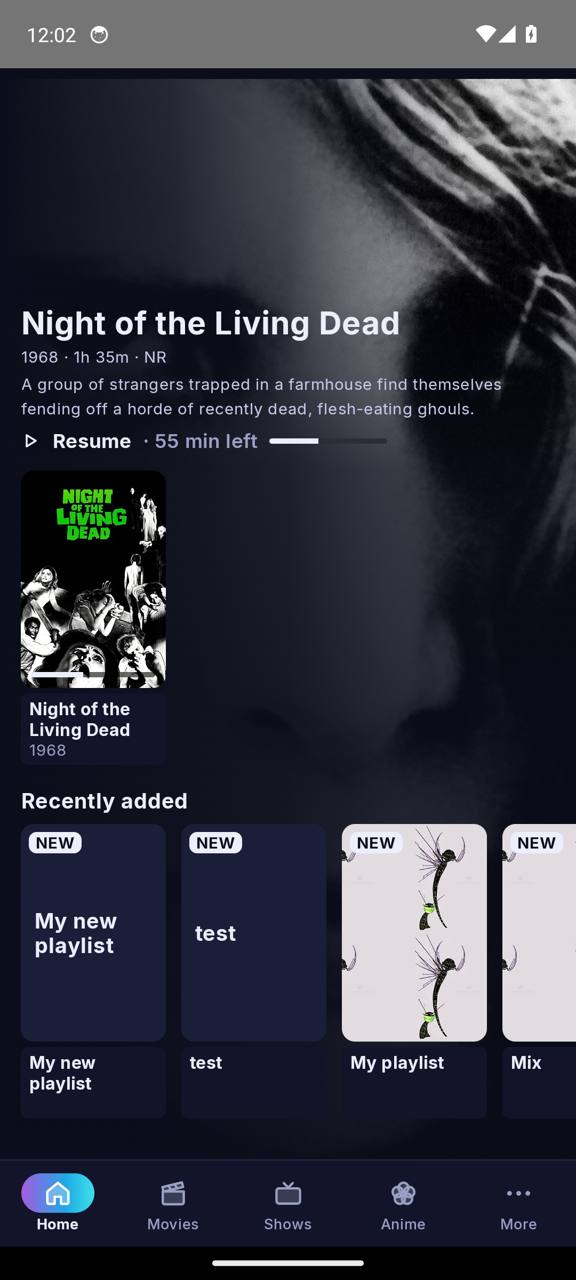 12:02
Night of the Living Dead
1968 · 1h 35m · NR
A group of strangers trapped in a farmhouse find themselves
fending off a horde of recently dead, flesh-eating ghouls.
Resume · 55 min left
NIGHT
OF THE
LIVING
DEAD
Night of the
Living Dead
1968
Recently added
NEW
My new
playlist
My new
playlist
NEW
test
test
NEW
My playlist
NEW
Mix
Home
Movies
Shows
Anime
More